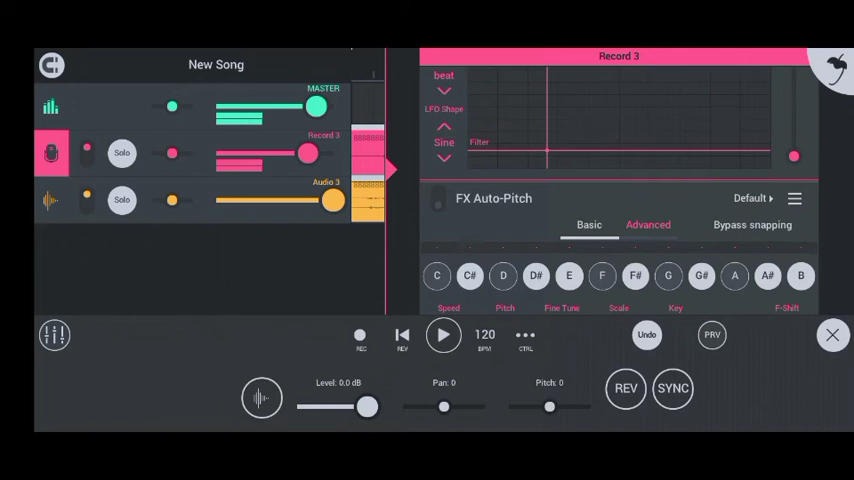 New Song
Record 3
MASTER
Solo
Record 3
Solo
Audio 3
beat
LFO Shape
Sine
Filter
FX Auto-Pitch
Default
Basic
Advanced
Bypass snapping
C
C#
D
D#
E
F
F#
G
G#
A
A#
B
Speed
Pitch
Fine Tune
Scale
Key
F-Shift
REC
REV
120
BPM
CTRL
Undo
PRV
Level: 0.0 dB
Pan: 0
Pitch: 0
REV
SYNC